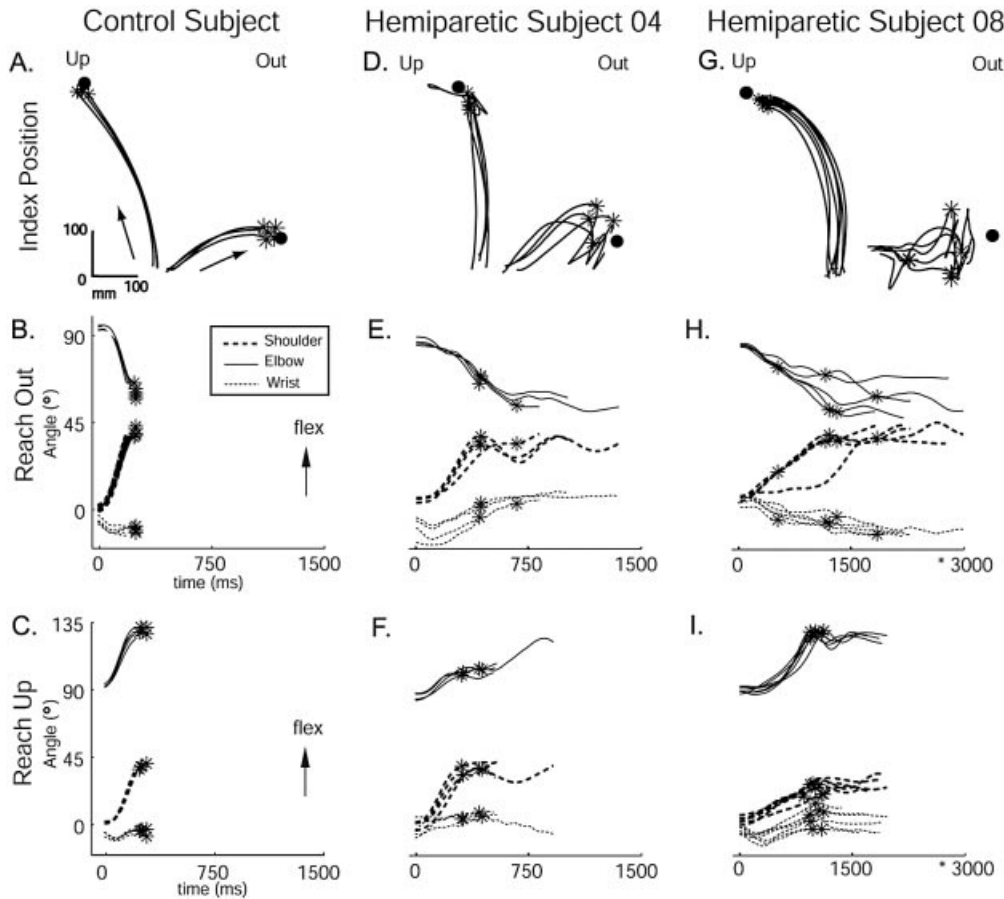 Control Subject Hemiparetic Subject 04 Hemiparetic Subject 08
A. Up Out D. Up Out G. Up Out
Index Position
100
0
mm 100
B. E. H.
Reach Out
Angle (°)
90
45
0
Shoulder
Elbow
Wrist
flex
0 750 1500 0 750 1500 0 1500 * 3000
time (ms)
C. F. I.
Reach Up
Angle (°)
135
90
45
0
flex
0 750 1500 0 750 1500 0 1500 * 3000
time (ms)